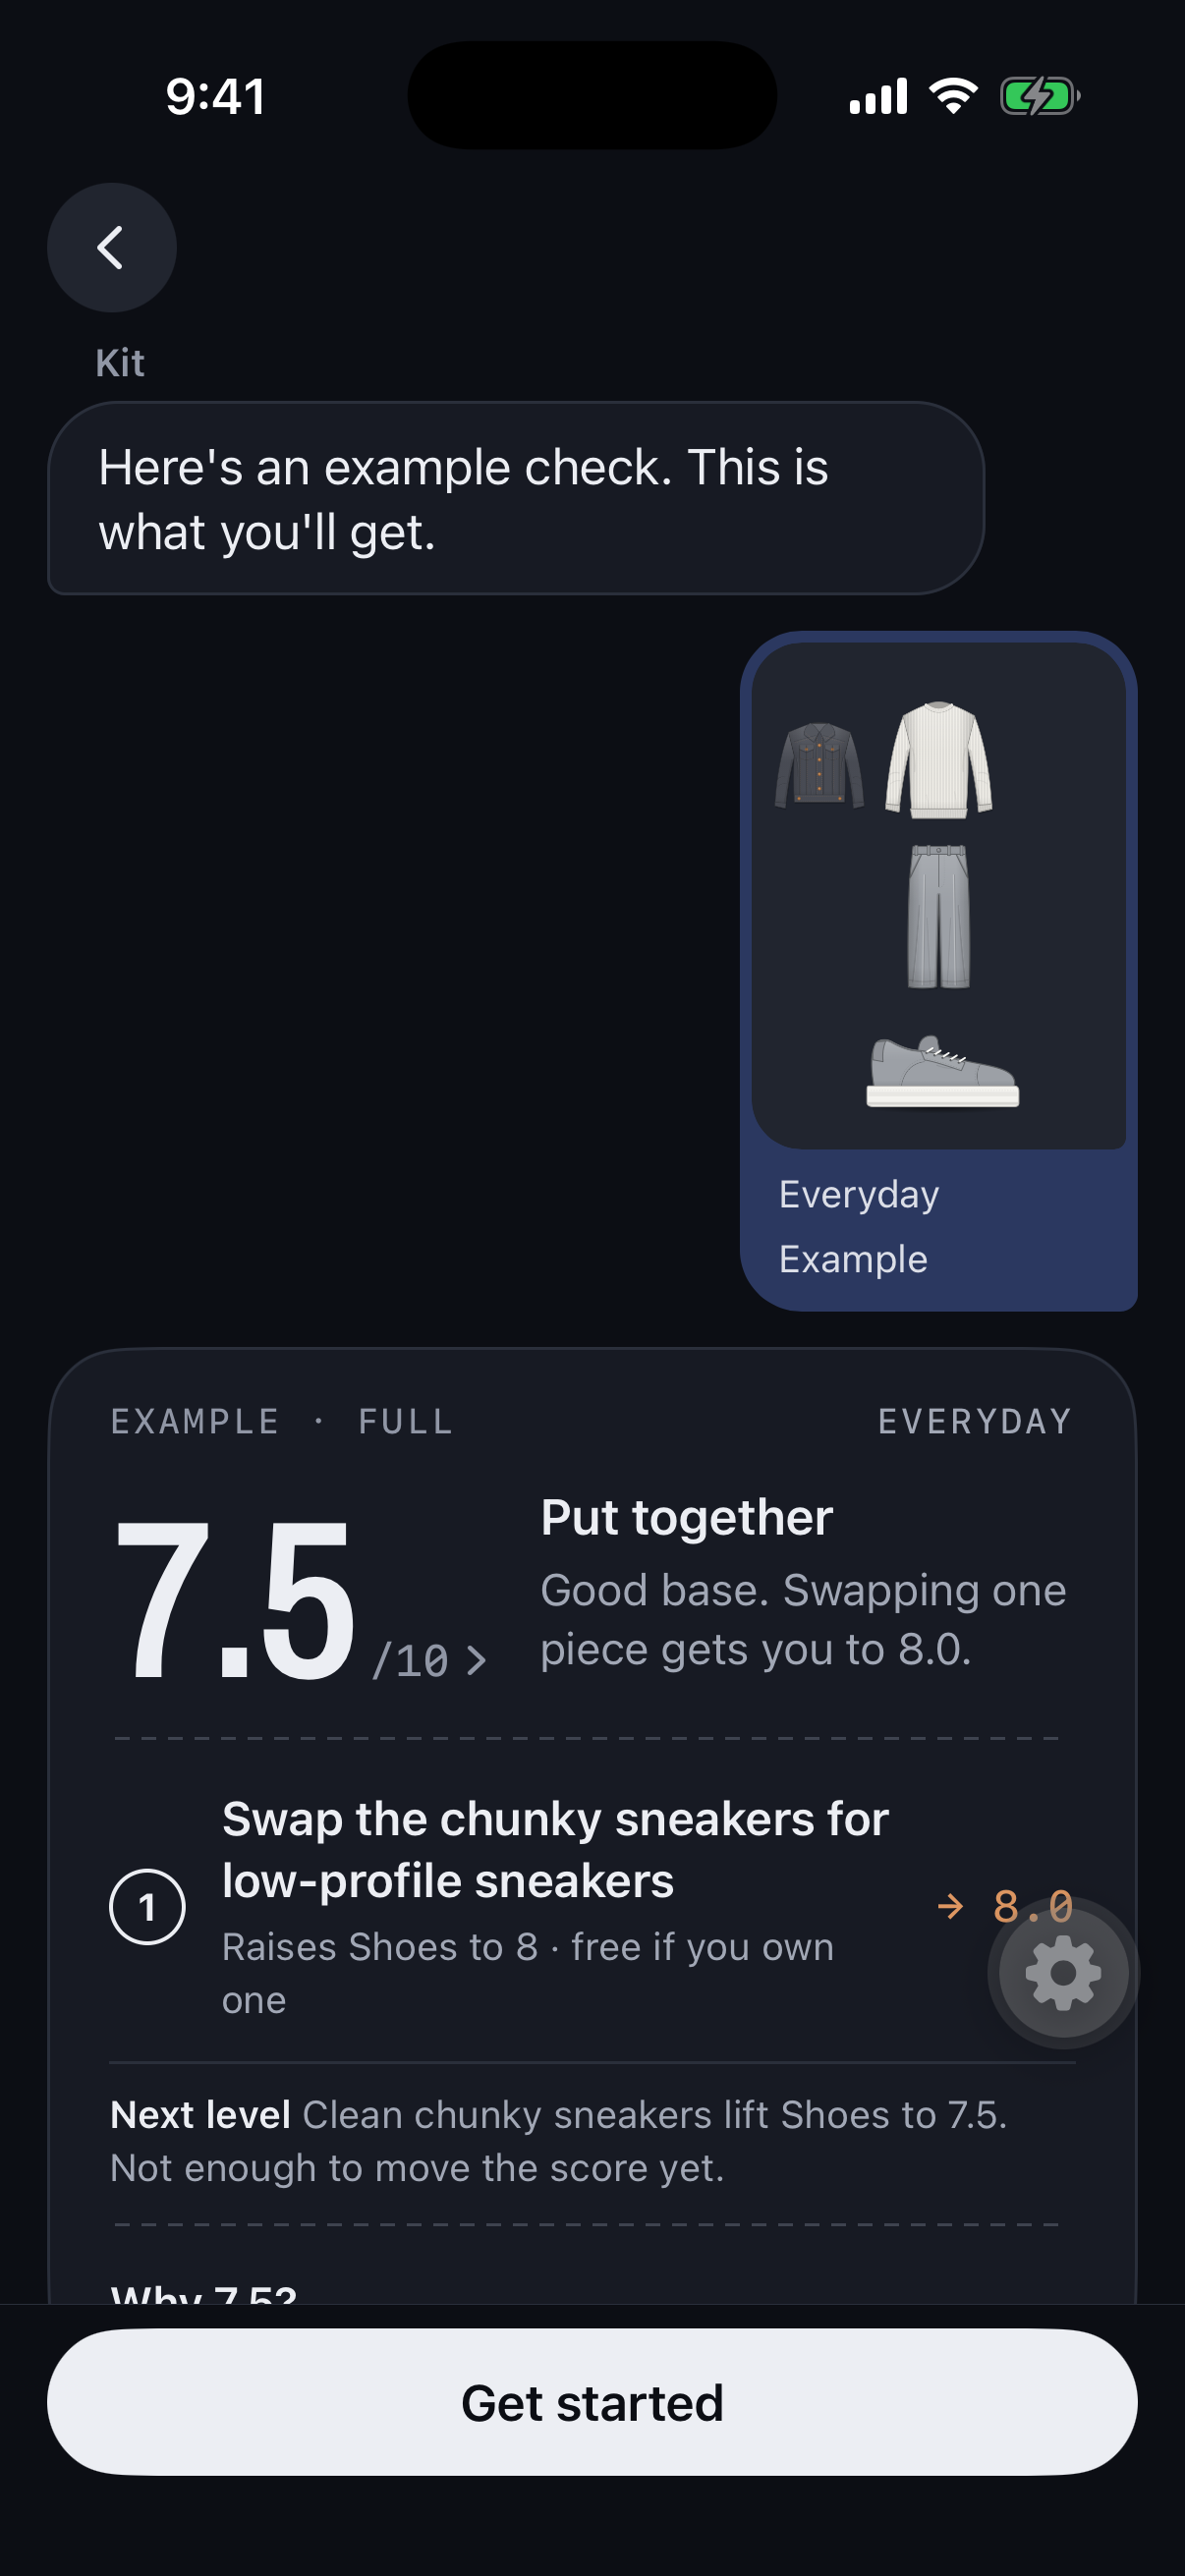 9:41
Kit
Here's an example check. This is
what you'll get.
Everyday
Example
EXAMPLE · FULL
EVERYDAY
7.5 /10
Put together
Good base. Swapping one
piece gets you to 8.0.
1
Swap the chunky sneakers for
low-profile sneakers
Raises Shoes to 8 · free if you own
one
→ 8.0
Next level Clean chunky sneakers lift Shoes to 7.5.
Not enough to move the score yet.
Why 7.5?
Get started